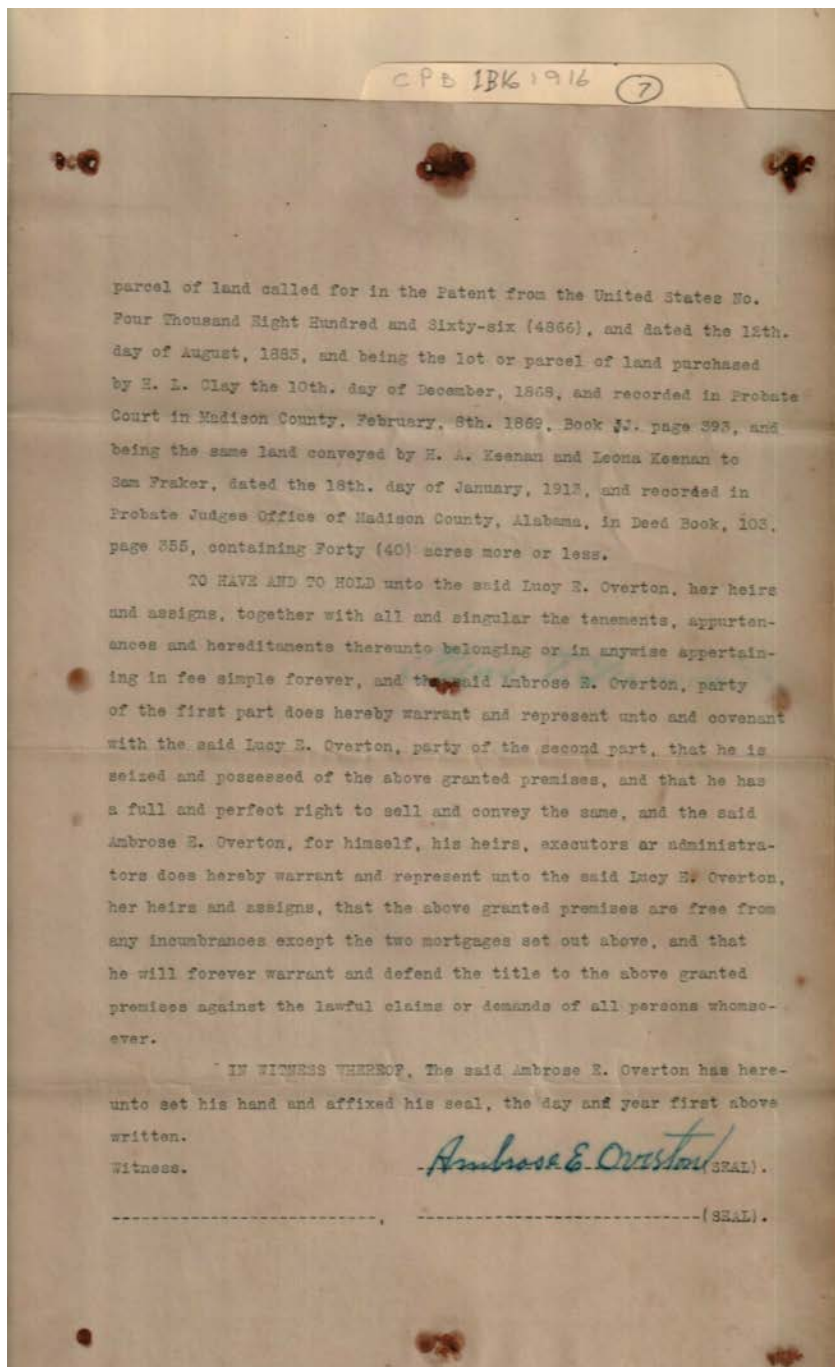 CPB IBK 1916 7
parcel of land called for in the Patent from the United States No.
Four Thousand Eight Hundred and Sixty-six (4866), and dated the 12th.
day of August, 1883, and being the lot or parcel of land purchased
by H. L. Clay the 10th. day of December, 1868, and recorded in Probate
Court in Madison County, February, 8th. 1869, Book JJ. page 393, and
being the same land conveyed by H. A. Keenan and Leona Keenan to
Sam Fraker, dated the 18th. day of January, 1913, and recorded in
Probate Judges Office of Madison County, Alabama, in Deed Book, 103,
page 355, containing Forty (40) acres more or less.
TO HAVE AND TO HOLD unto the said Lucy E. Overton, her heirs
and assigns, together with all and singular the tenements, appurten-
ances and hereditaments thereunto belonging or in anywise appertain-
ing in fee simple forever, and the said Ambrose E. Overton, party
of the first part does hereby warrant and represent unto and covenant
with the said Lucy E. Overton, party of the second part, that he is
seized and possessed of the above granted premises, and that he has
a full and perfect right to sell and convey the same, and the said
Ambrose E. Overton, for himself, his heirs, executors ar administra-
tors does hereby warrant and represent unto the said Lucy E. Overton,
her heirs and assigns, that the above granted premises are free from
any incumbrances except the two mortgages set out above, and that
he will forever warrant and defend the title to the above granted
premises against the lawful claims or demands of all persons whomso-
ever.
IN WITNESS WHEREOF, The said Ambrose E. Overton has here-
unto set his hand and affixed his seal, the day and year first above
written.
Witness. Ambrose E. Overton (SEAL).
---------------------------, -----------------------------(SEAL).